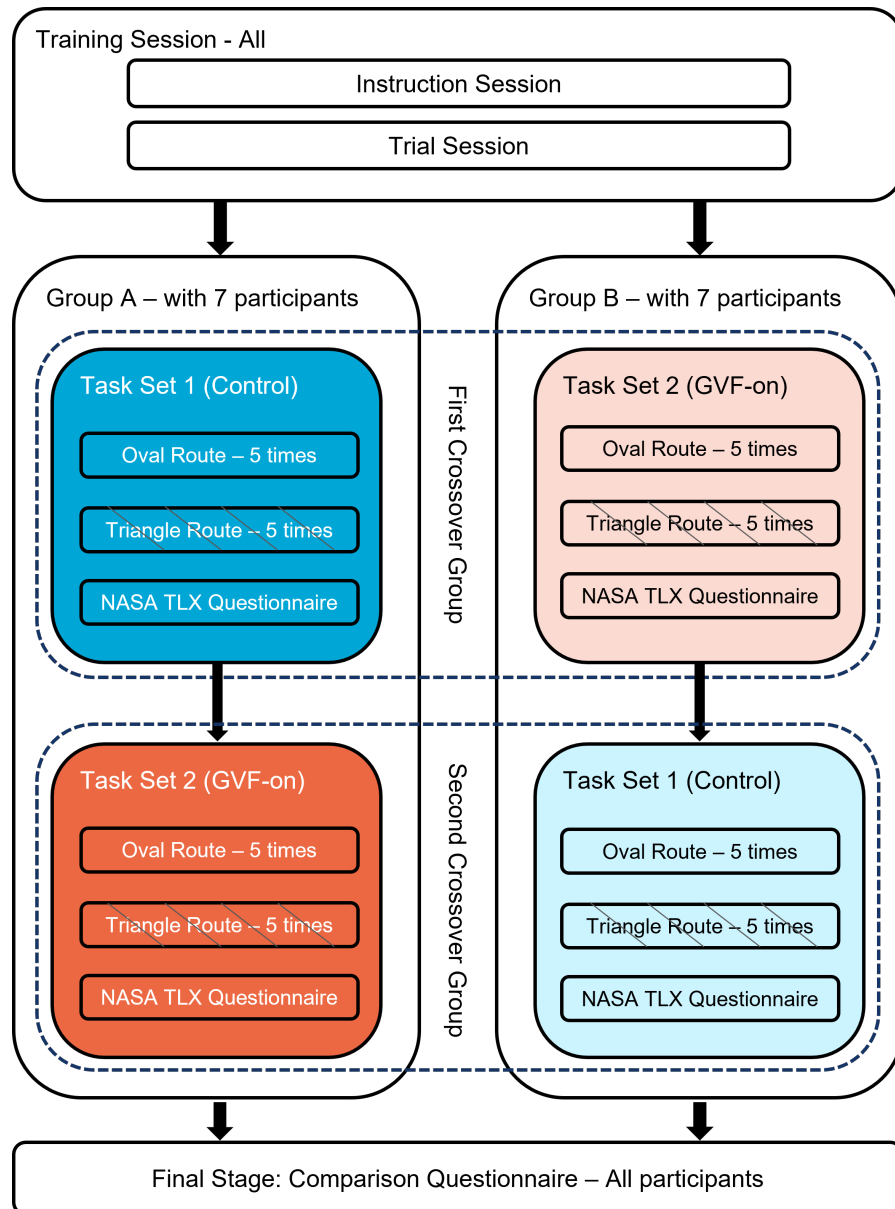 Training Session - All
Instruction Session
Trial Session
Group A – with 7 participants
Task Set 1 (Control)
Oval Route – 5 times
Triangle Route – 5 times
NASA TLX Questionnaire
Task Set 2 (GVF-on)
Oval Route – 5 times
Triangle Route – 5 times
NASA TLX Questionnaire
First Crossover Group
Second Crossover Group
Group B – with 7 participants
Task Set 2 (GVF-on)
Oval Route – 5 times
Triangle Route – 5 times
NASA TLX Questionnaire
Task Set 1 (Control)
Oval Route – 5 times
Triangle Route – 5 times
NASA TLX Questionnaire
Final Stage: Comparison Questionnaire – All participants